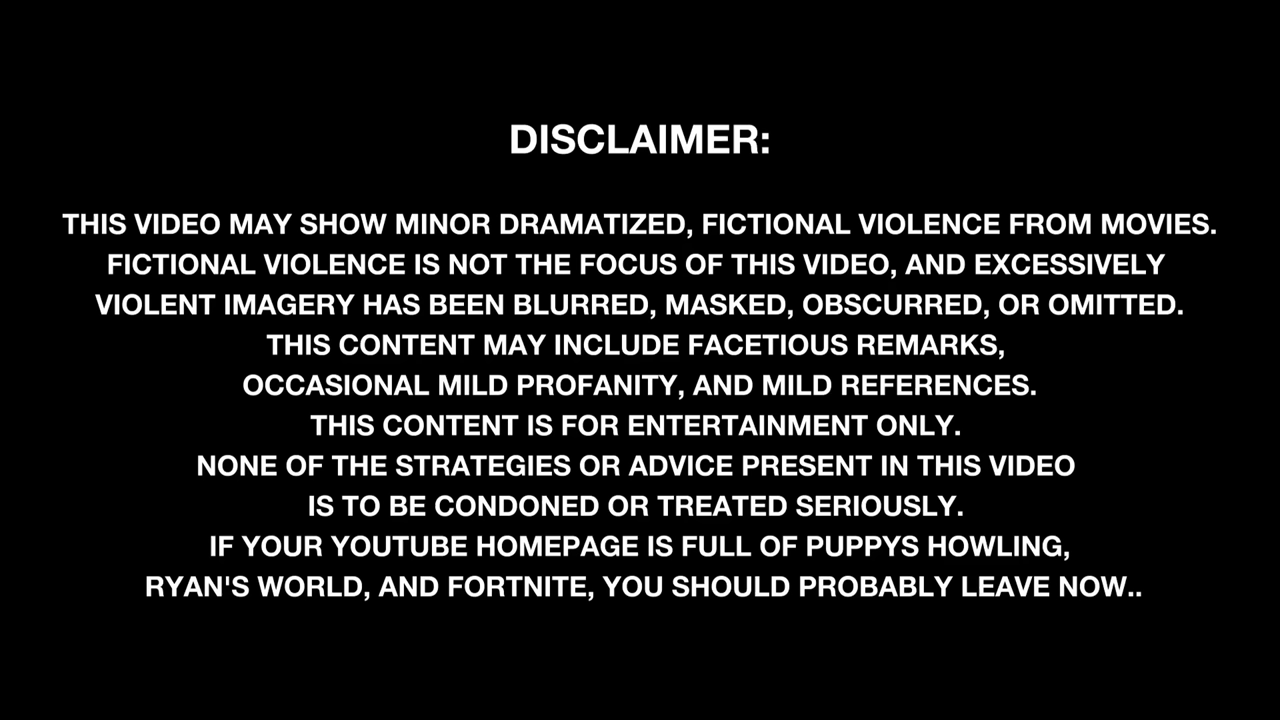 DISCLAIMER:
THIS VIDEO MAY SHOW MINOR DRAMATIZED, FICTIONAL VIOLENCE FROM MOVIES.
FICTIONAL VIOLENCE IS NOT THE FOCUS OF THIS VIDEO, AND EXCESSIVELY
VIOLENT IMAGERY HAS BEEN BLURRED, MASKED, OBSCURRED, OR OMITTED.
THIS CONTENT MAY INCLUDE FACETIOUS REMARKS,
OCCASIONAL MILD PROFANITY, AND MILD REFERENCES.
THIS CONTENT IS FOR ENTERTAINMENT ONLY.
NONE OF THE STRATEGIES OR ADVICE PRESENT IN THIS VIDEO
IS TO BE CONDONED OR TREATED SERIOUSLY.
IF YOUR YOUTUBE HOMEPAGE IS FULL OF PUPPYS HOWLING,
RYAN'S WORLD, AND FORTNITE, YOU SHOULD PROBABLY LEAVE NOW..